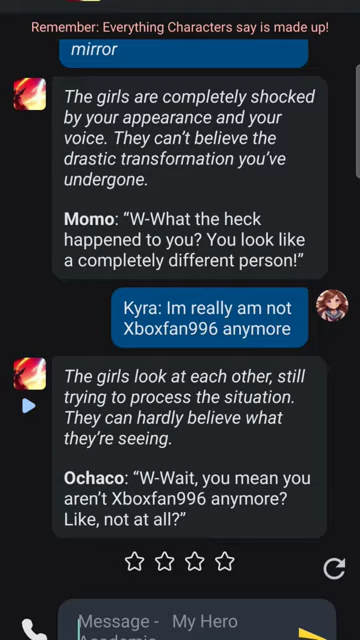 Remember: Everything Characters say is made up!
mirror
The girls are completely shocked
by your appearance and your
voice. They can't believe the
drastic transformation you've
undergone.
Momo: "W-What the heck
happened to you? You look like
a completely different person!"
Kyra: Im really am not
Xboxfan996 anymore
The girls look at each other, still
trying to process the situation.
They can hardly believe what
they're seeing.
Ochaco: "W-Wait, you mean you
aren't Xboxfan996 anymore?
Like, not at all?"
Message - My Hero
Academia